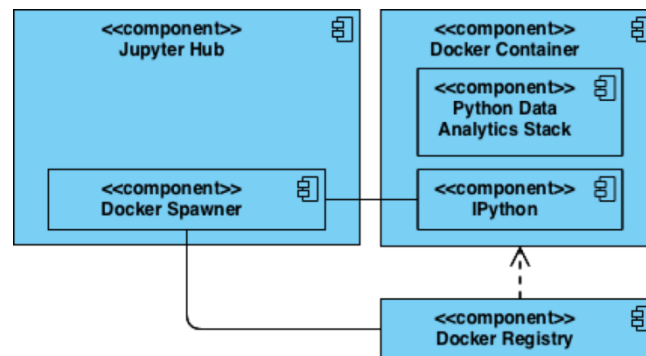 <<component>>
Jupyter Hub
<<component>>
Docker Spawner
<<component>>
Docker Container
<<component>>
Python Data
Analytics Stack
<<component>>
IPython
<<component>>
Docker Registry